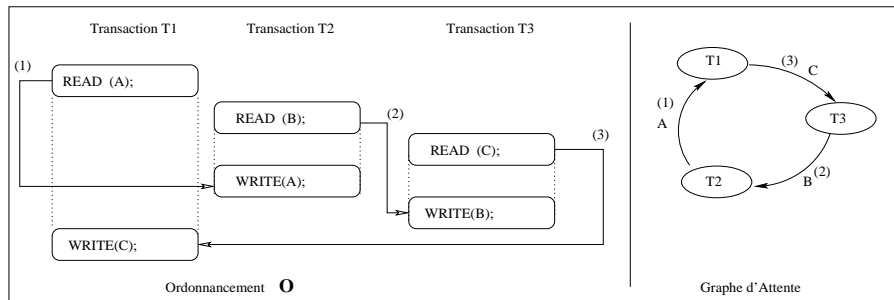 Transaction T1 Transaction T2 Transaction T3
(1)
READ (A);
READ (B);
(2)
READ (C);
(3)
WRITE(A);
WRITE(B);
WRITE(C);
Ordonnancement O
T1
(3)
C
(1)
A
T3
T2
B
(2)
Graphe d'Attente